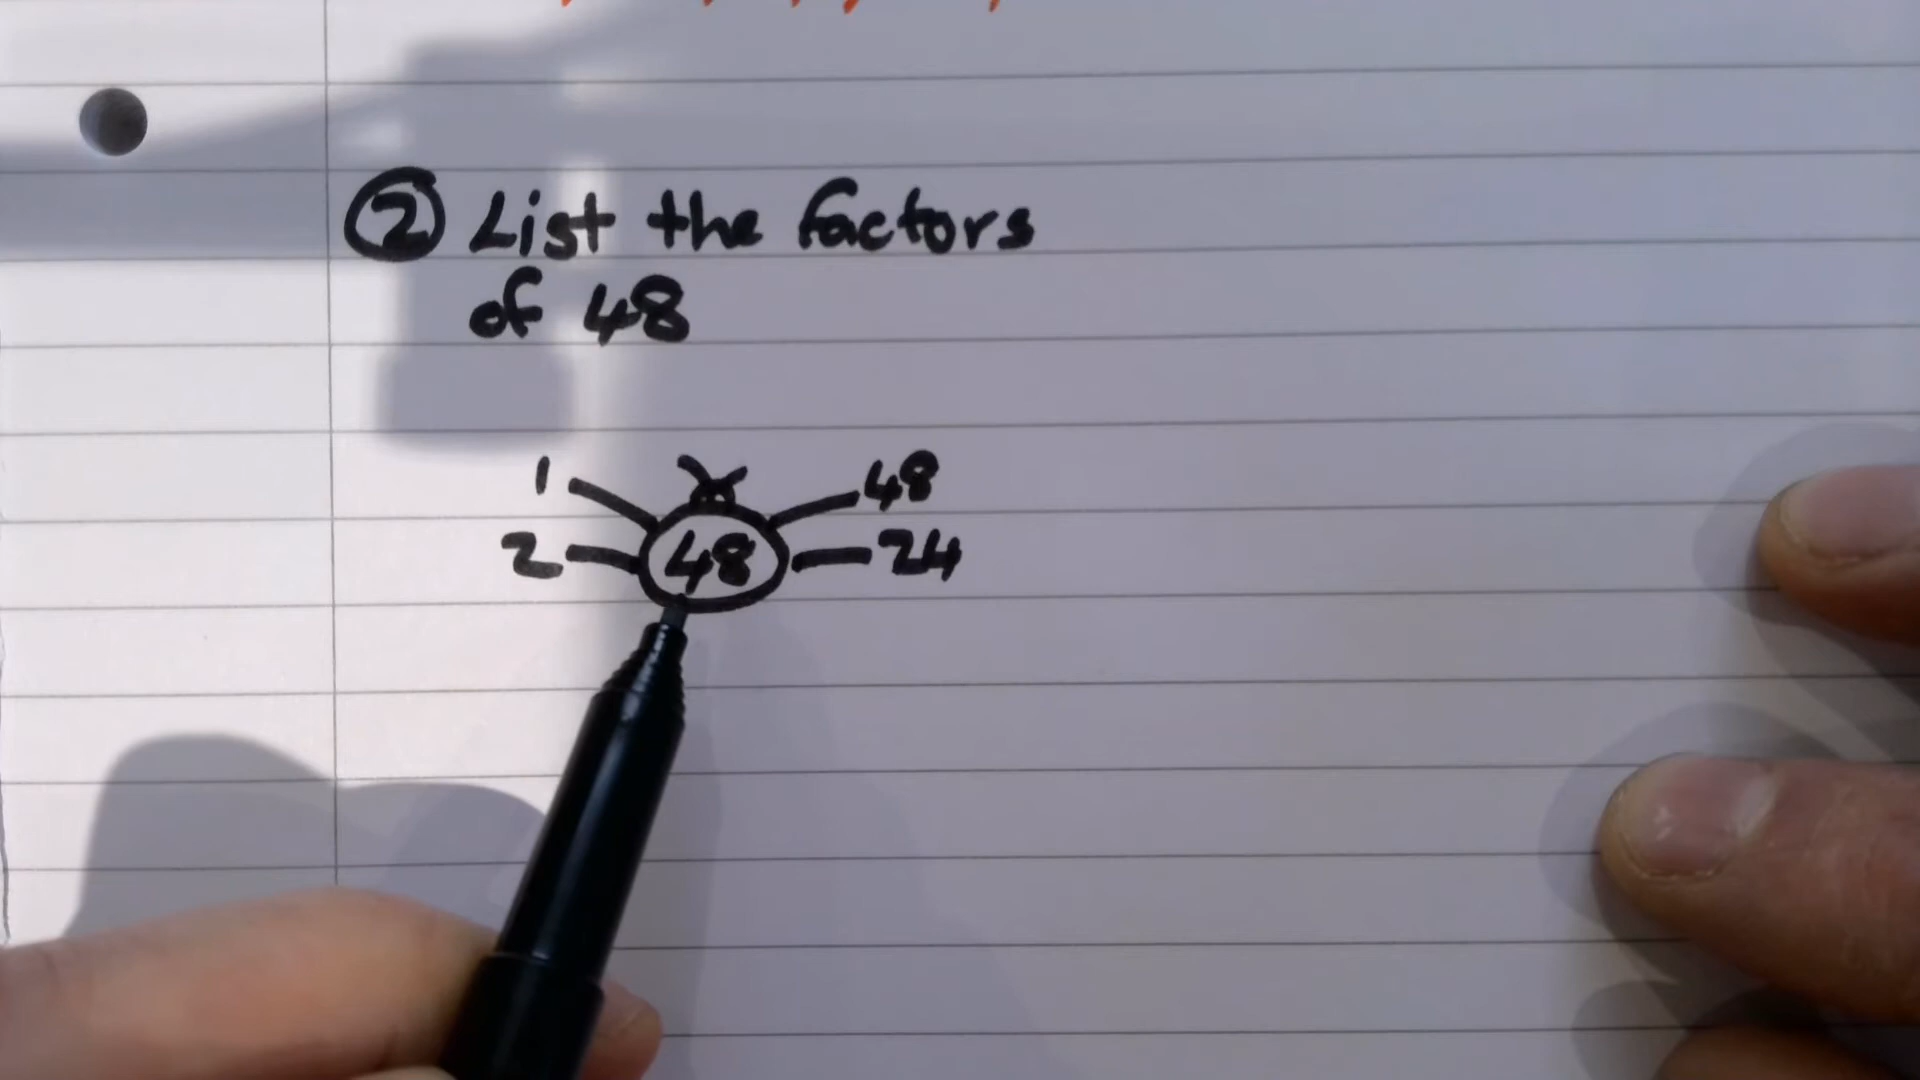 ② List the factors
of 48
1 48
2 48 24